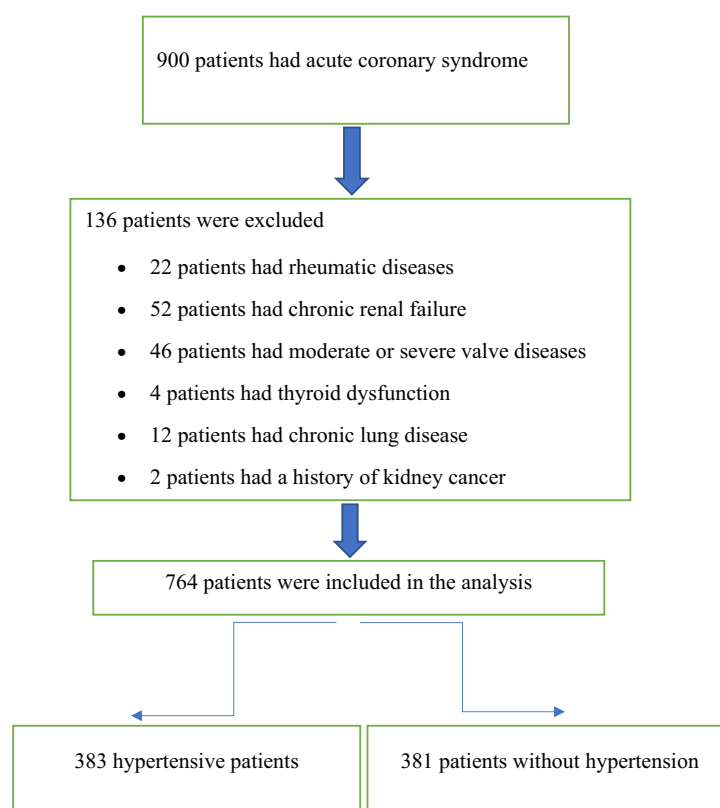 900 patients had acute coronary syndrome
136 patients were excluded
• 22 patients had rheumatic diseases
• 52 patients had chronic renal failure
• 46 patients had moderate or severe valve diseases
• 4 patients had thyroid dysfunction
• 12 patients had chronic lung disease
• 2 patients had a history of kidney cancer
764 patients were included in the analysis
383 hypertensive patients
381 patients without hypertension